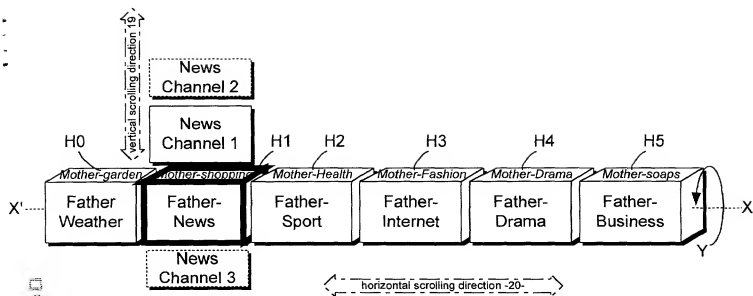 vertical scrolling direction 19
News
Channel 2
News
Channel 1
H0 H1 H2 H3 H4 H5
Mother-garden Mother-shopping Mother-Health Mother-Fashion Mother-Drama Mother-soaps
X' Father Weather Father-News Father-Sport Father-Internet Father-Drama Father-Business X
Y
News
Channel 3
horizontal scrolling direction -20-